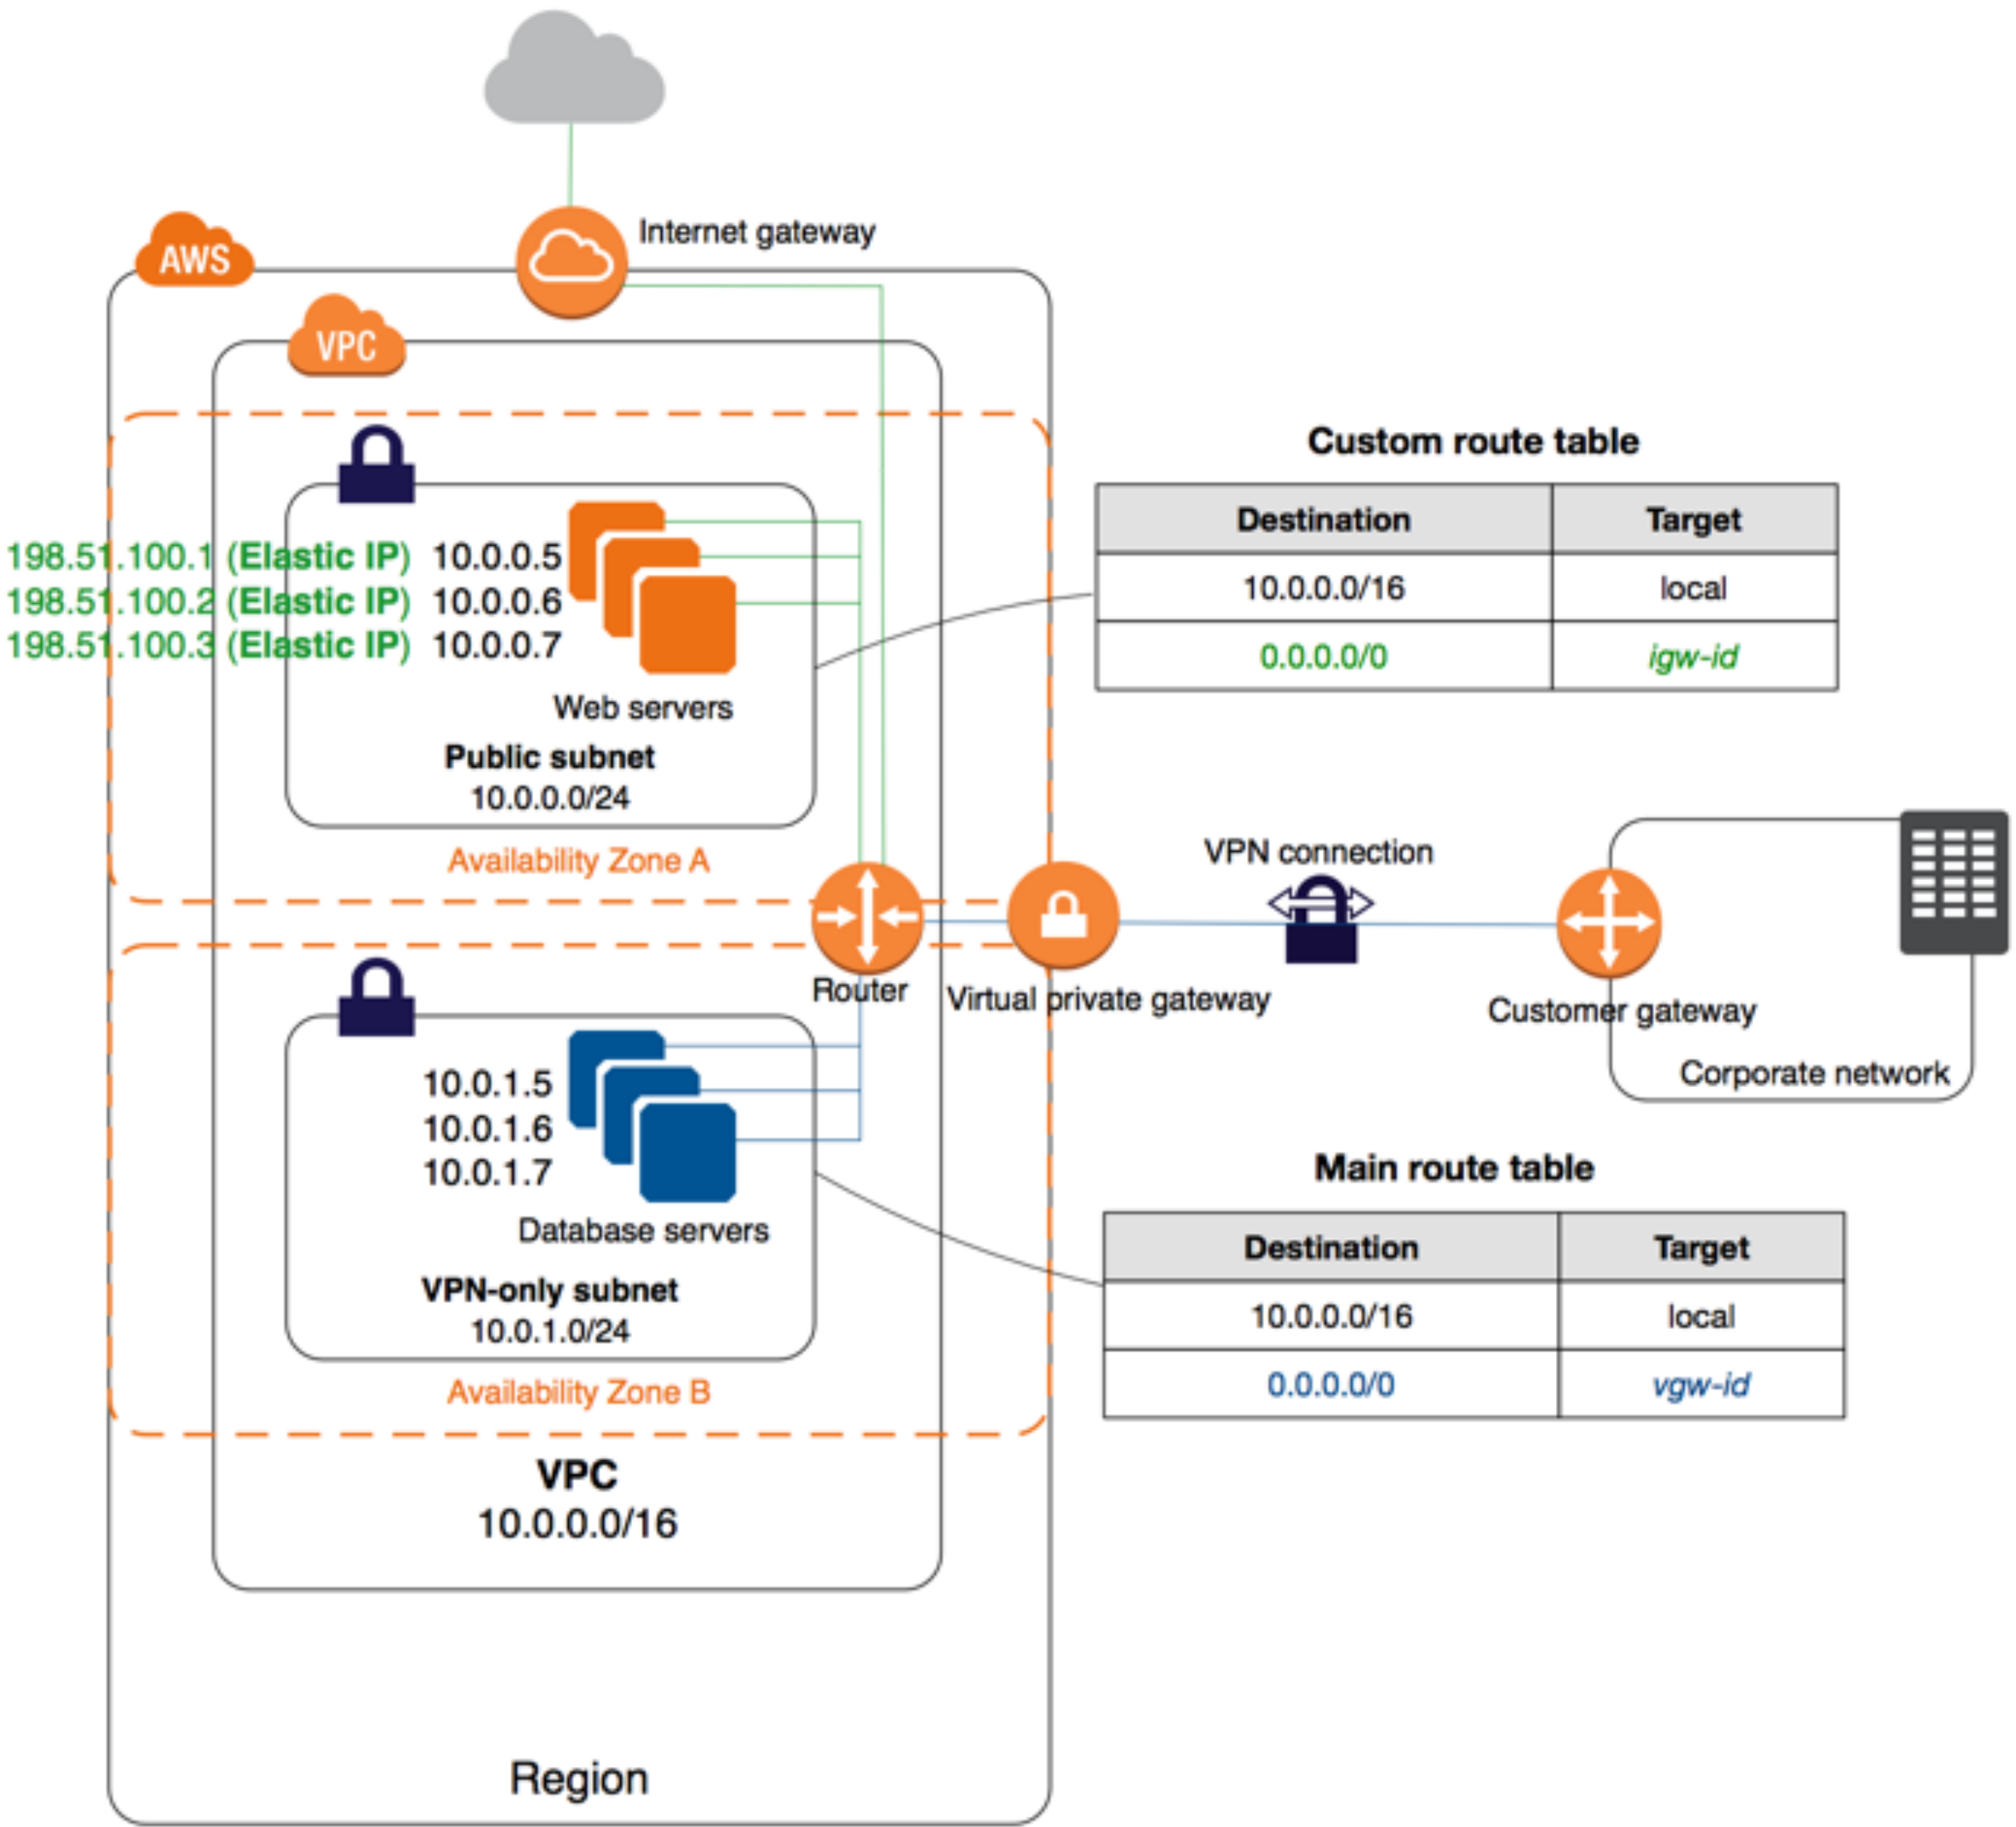 Internet gateway
AWS
VPC
198.51.100.1 (Elastic IP) 10.0.0.5
198.51.100.2 (Elastic IP) 10.0.0.6
198.51.100.3 (Elastic IP) 10.0.0.7
Web servers
Public subnet
10.0.0.0/24
Availability Zone A
Custom route table
Destination Target
10.0.0.0/16 local
0.0.0.0/0 igw-id
Router
Virtual private gateway
VPN connection
Customer gateway
Corporate network
10.0.1.5
10.0.1.6
10.0.1.7
Database servers
VPN-only subnet
10.0.1.0/24
Availability Zone B
Main route table
Destination Target
10.0.0.0/16 local
0.0.0.0/0 vgw-id
VPC
10.0.0.0/16
Region